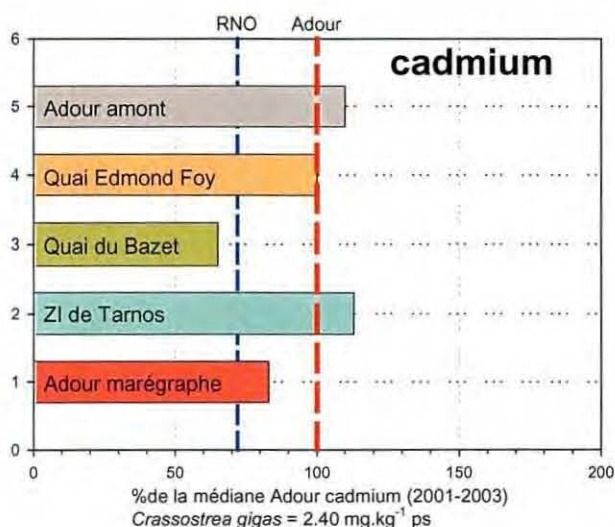 RNO Adour
cadmium
6
5
4
3
2
1
0
Adour amont
Quai Edmond Foy
Quai du Bazet
ZI de Tarnos
Adour marégraphe
0 50 100 150 200
%de la médiane Adour cadmium (2001-2003)
Crassostrea gigas = 2.40 mg.kg⁻¹ ps